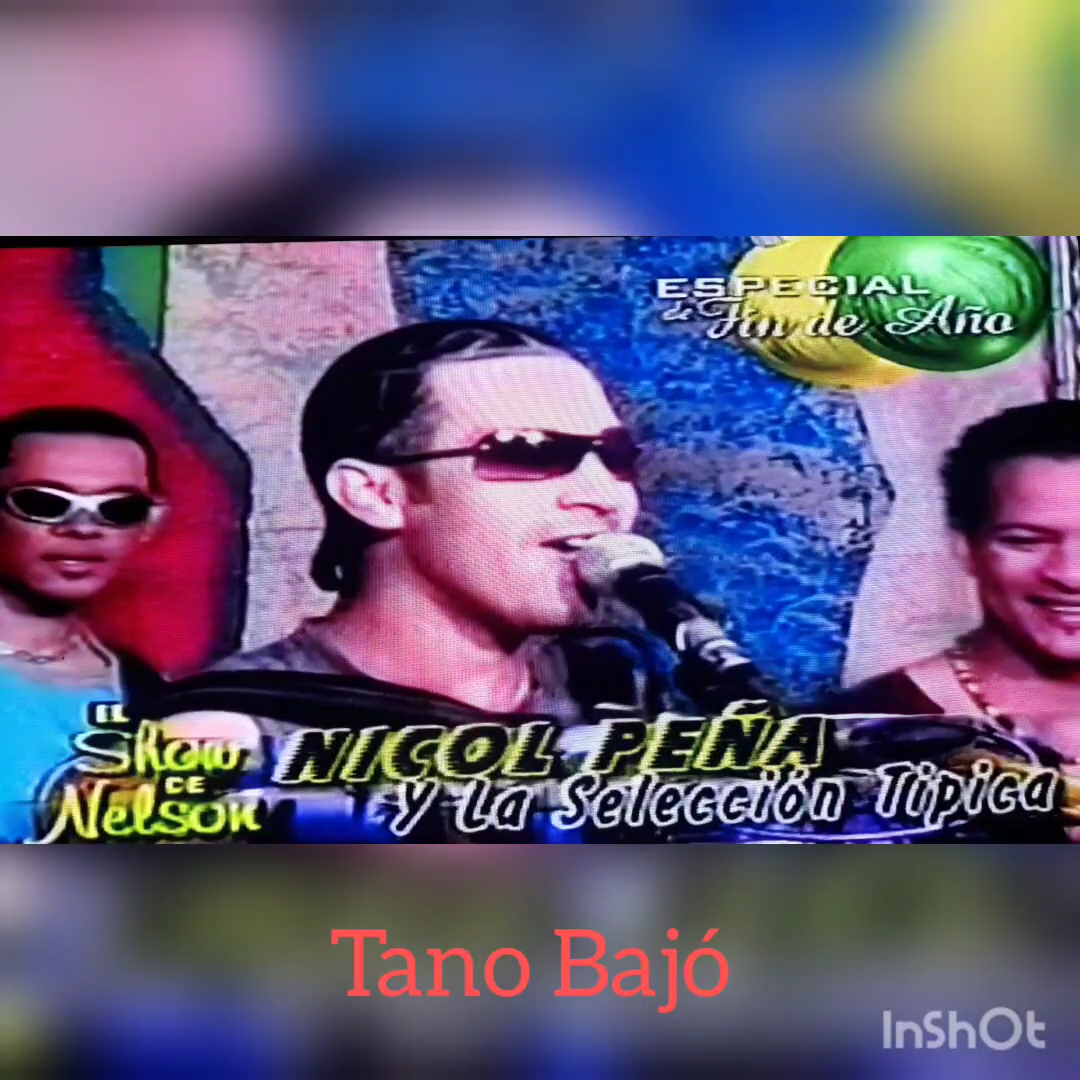 ESPECIAL
de Fin de Año
EL
Show
DE
Nelson
NICOL PEÑA
y La Selección Típica
Tano Bajó
InShOt